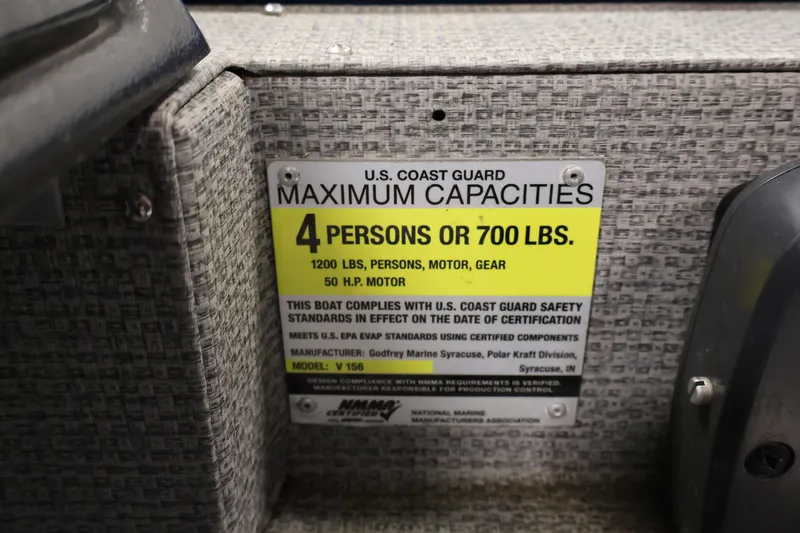 U.S. COAST GUARD
MAXIMUM CAPACITIES
4 PERSONS OR 700 LBS.
1200 LBS, PERSONS, MOTOR, GEAR
50 H.P. MOTOR
THIS BOAT COMPLIES WITH U.S. COAST GUARD SAFETY
STANDARDS IN EFFECT ON THE DATE OF CERTIFICATION
MEETS U.S. EPA EVAP STANDARDS USING CERTIFIED COMPONENTS
MANUFACTURER: Godfrey Marine Syracuse, Polar Kraft Division,
MODEL: V 156 Syracuse, IN
DESIGN COMPLIANCE WITH NMMA REQUIREMENTS IS VERIFIED.
MANUFACTURER RESPONSIBLE FOR PRODUCTION CONTROL.
NMMA
CERTIFIED
NATIONAL MARINE
MANUFACTURERS ASSOCIATION